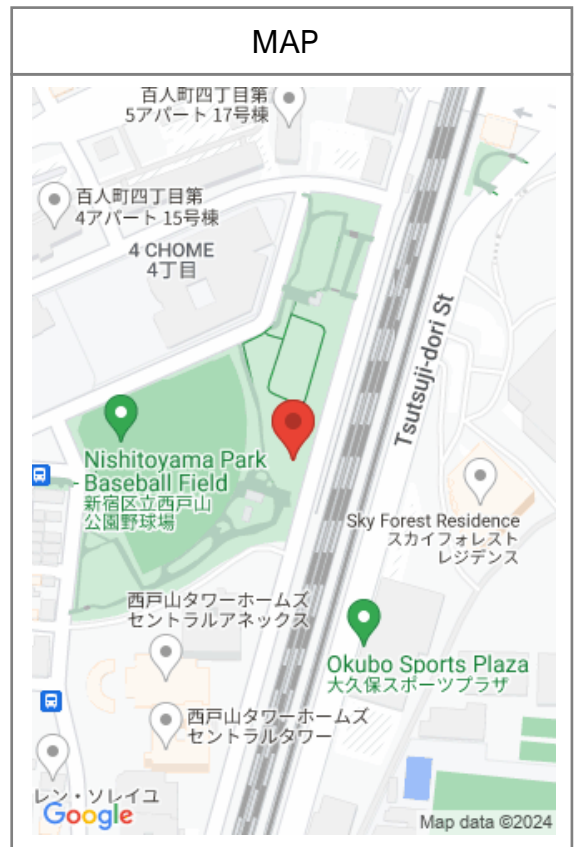 MAP
百人町四丁目第
5アパート 17号棟
百人町四丁目第
4アパート 15号棟
4 CHOME
4丁目
Tsutsuji-dori St
Nishitoyama Park
Baseball Field
新宿区立西戸山
公園野球場
Sky Forest Residence
スカイフォレスト
レジデンス
西戸山タワーホームズ
セントラルアネックス
Okubo Sports Plaza
大久保スポーツプラザ
西戸山タワーホームズ
セントラルタワー
レン・ソレイユ
Google
Map data ©2024